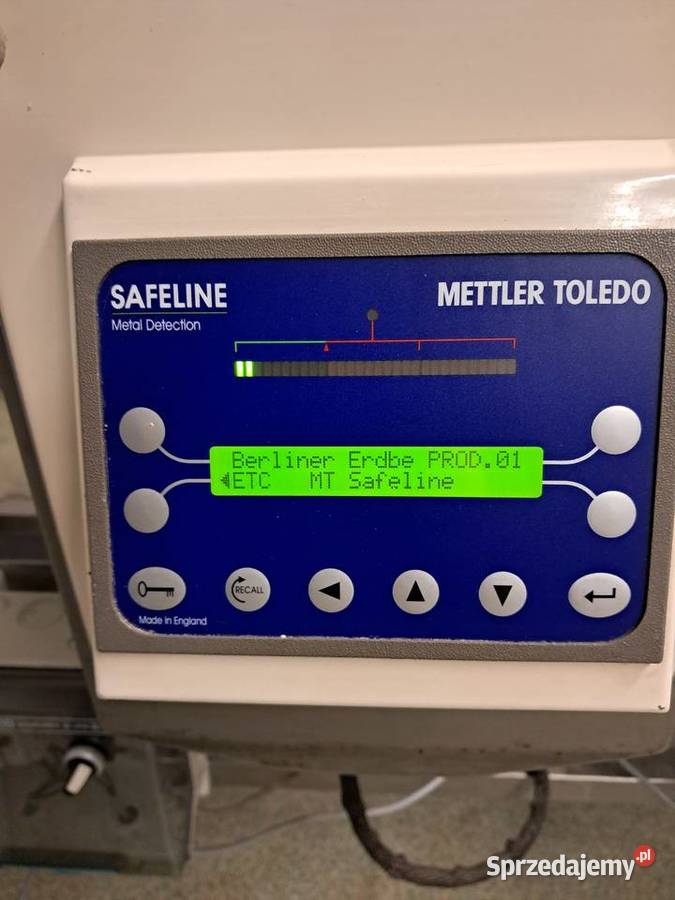 SAFELINE
Metal Detection
METTLER TOLEDO
Berliner Erdbe PROD.01
ETC MT Safeline
RECALL
Made in England
Sprzedajemy.pl